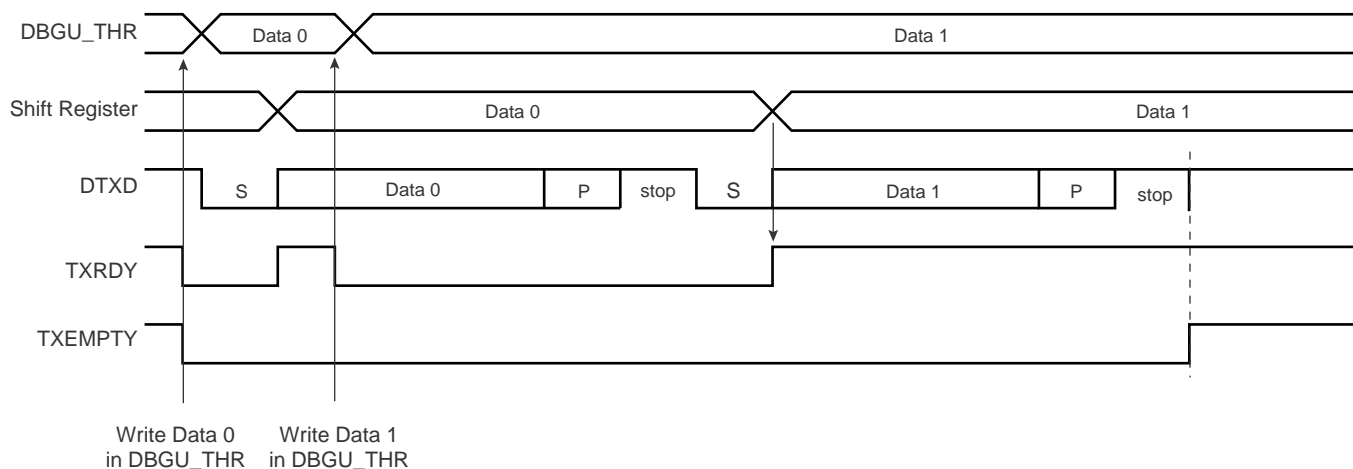 DBGU_THR
Data 0
Data 1
Shift Register
Data 0
Data 1
DTXD
S
Data 0
P
stop
S
Data 1
P
stop
TXRDY
TXEMPTY
Write Data 0
in DBGU_THR
Write Data 1
in DBGU_THR